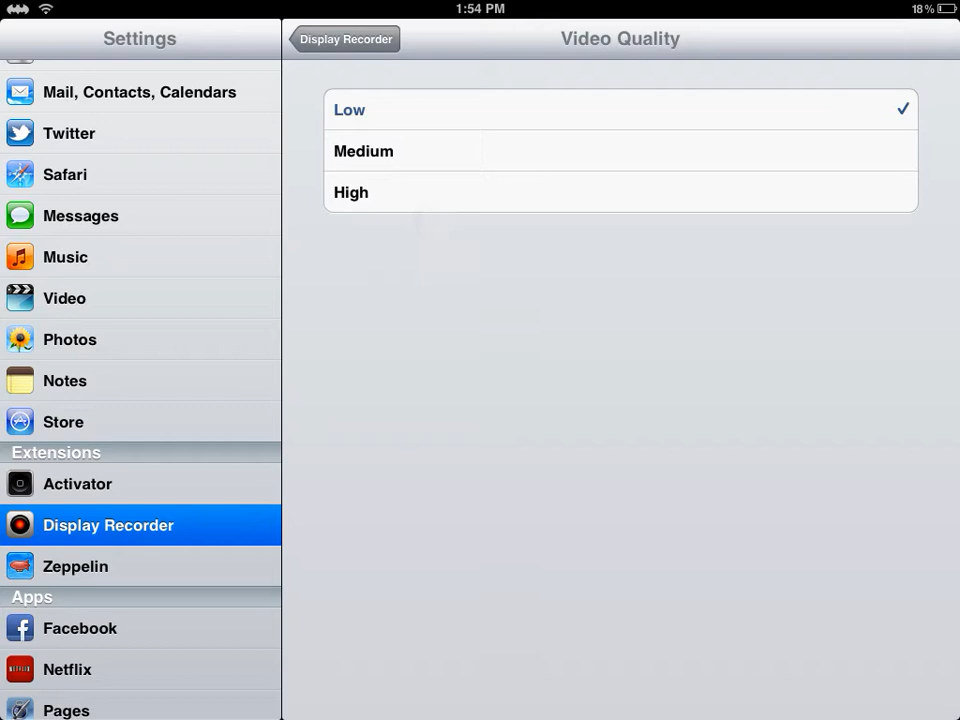 1:54 PM
18%
Settings
Display Recorder
Video Quality
Mail, Contacts, Calendars
Twitter
Safari
Messages
Music
Video
Photos
Notes
Store
Extensions
Activator
Display Recorder
Zeppelin
Apps
Facebook
NETFLIX
Netflix
Pages
Low
Medium
High